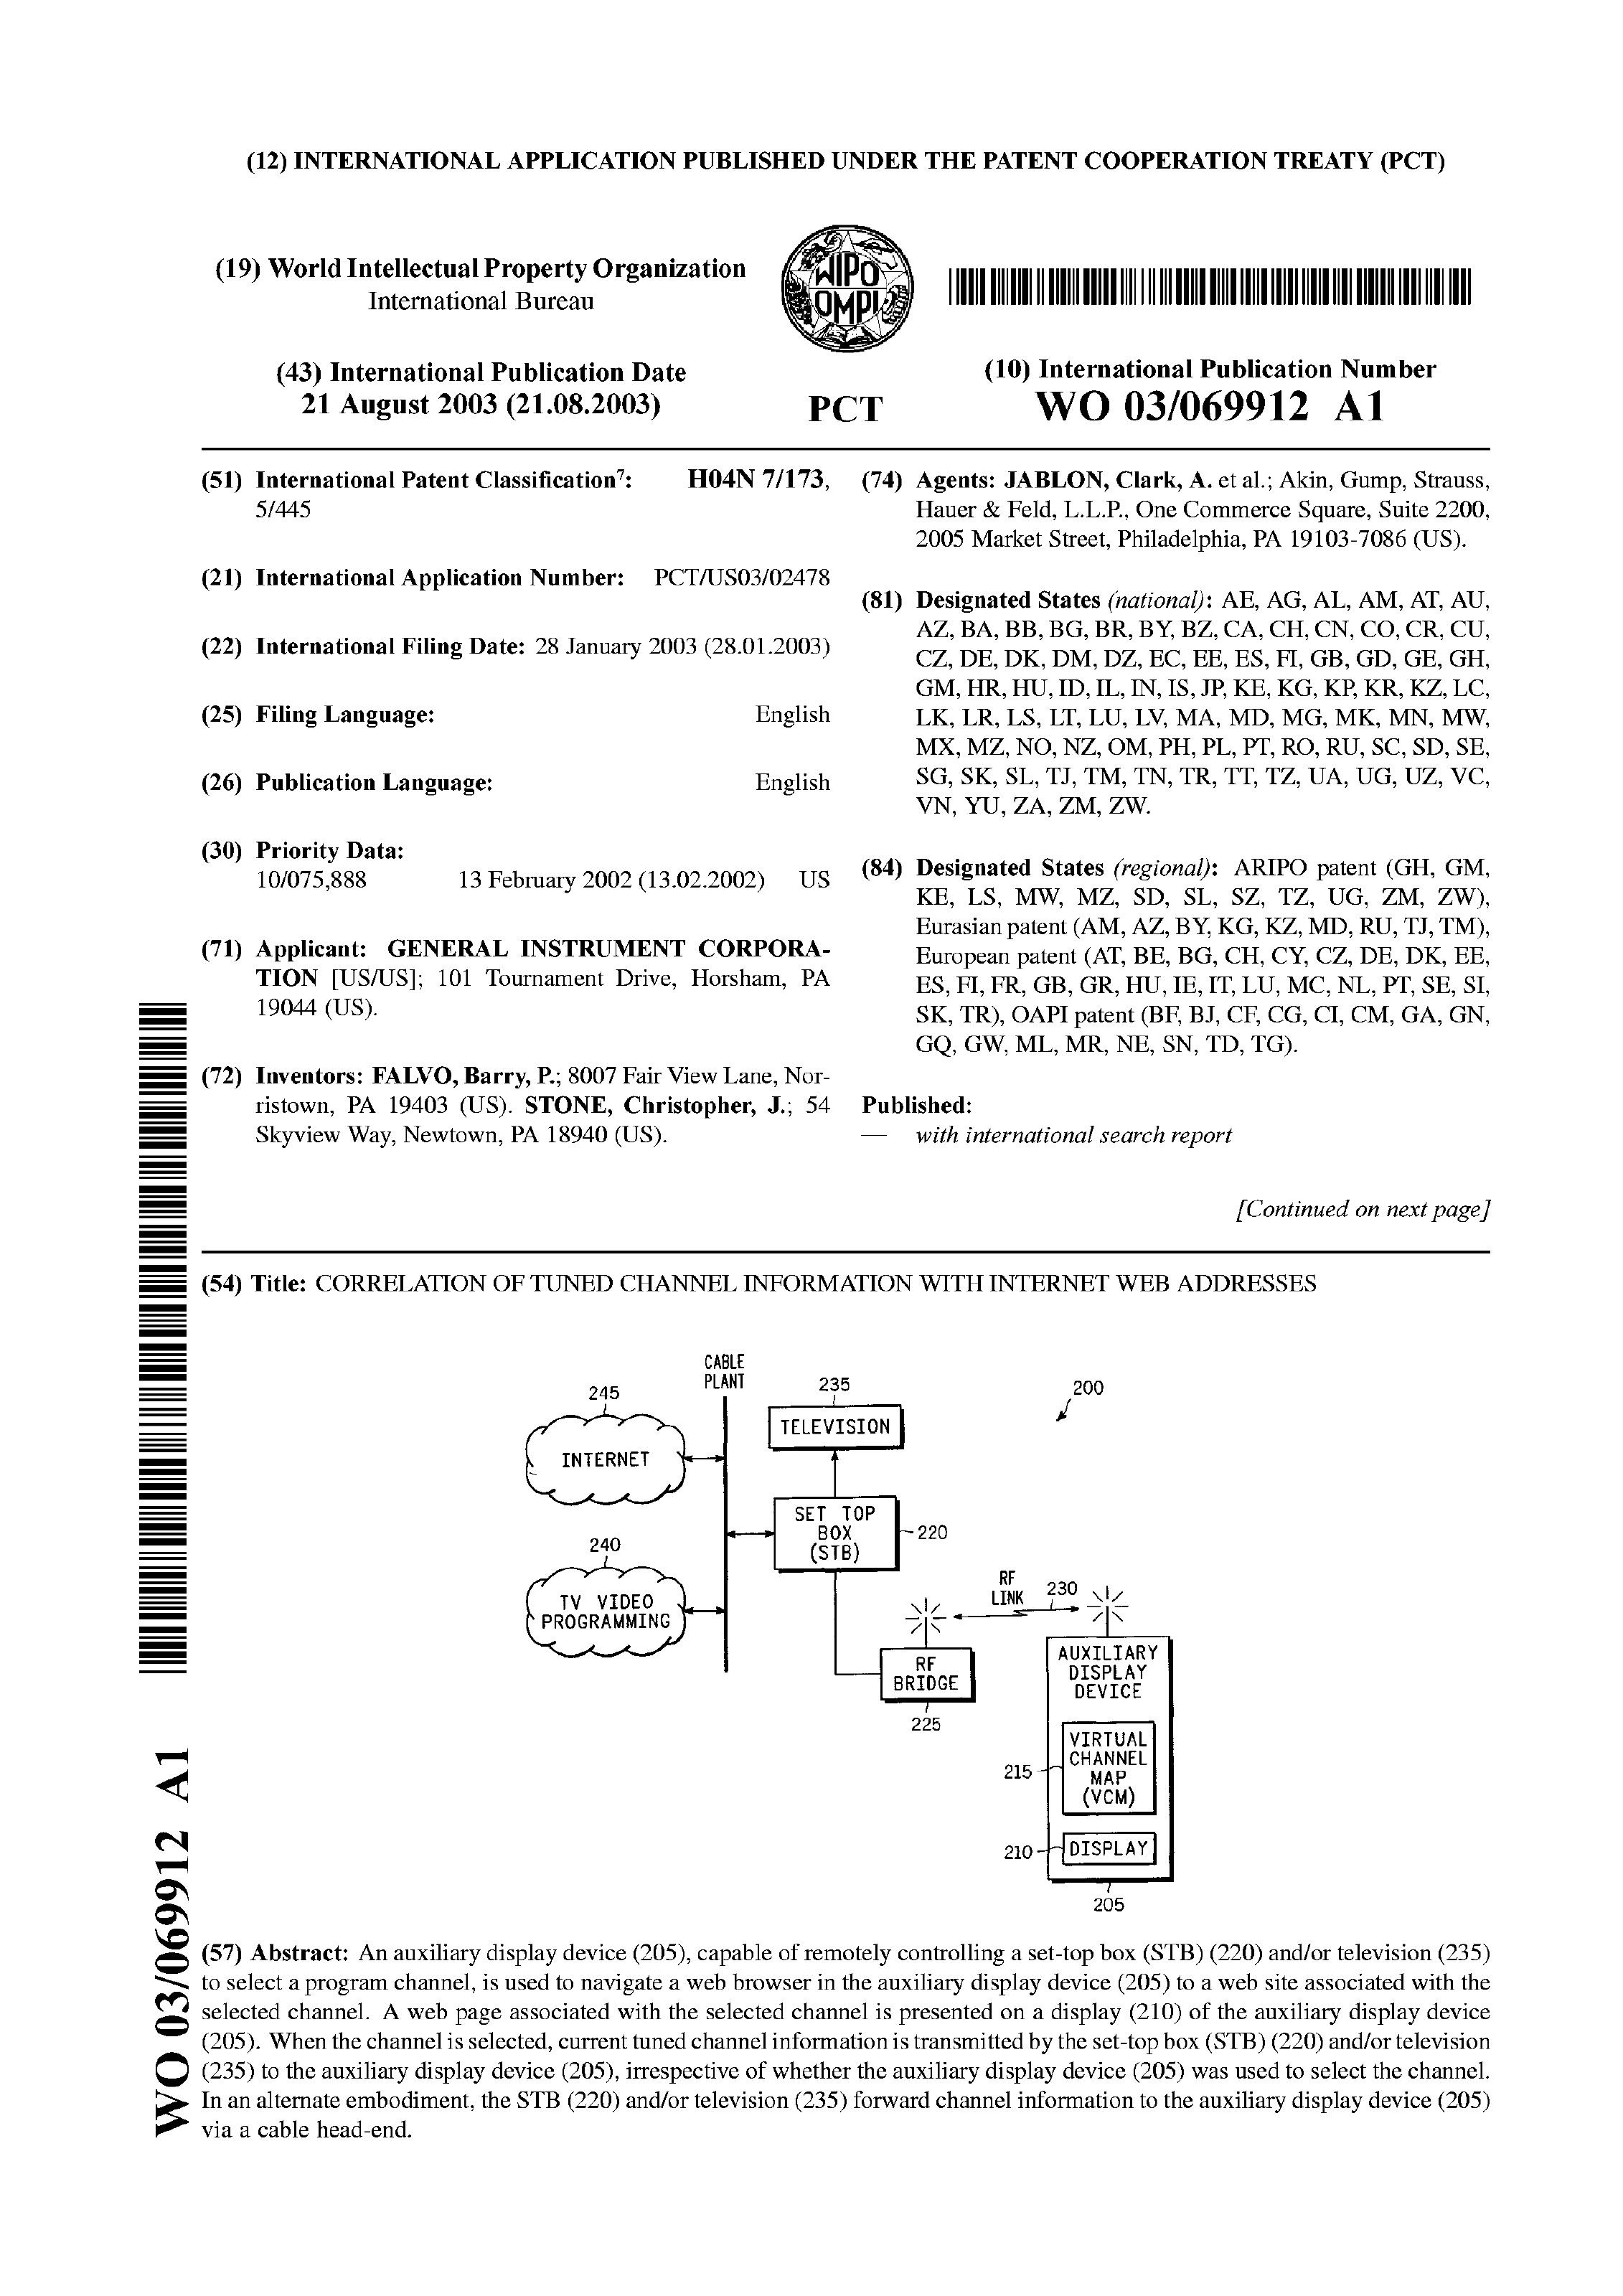 (12) INTERNATIONAL APPLICATION PUBLISHED UNDER THE PATENT COOPERATION TREATY (PCT)
(19) World Intellectual Property Organization
International Bureau
WIPO
OMPI
(43) International Publication Date
21 August 2003 (21.08.2003)
PCT
(10) International Publication Number
WO 03/069912 A1
(51) International Patent Classification7: H04N 7/173,
5/445
(21) International Application Number: PCT/US03/02478
(22) International Filing Date: 28 January 2003 (28.01.2003)
(25) Filing Language: English
(26) Publication Language: English
(30) Priority Data:
10/075,888 13 February 2002 (13.02.2002) US
(71) Applicant: GENERAL INSTRUMENT CORPORA-
TION [US/US]; 101 Tournament Drive, Horsham, PA
19044 (US).
(72) Inventors: FALVO, Barry, P.; 8007 Fair View Lane, Nor-
ristown, PA 19403 (US). STONE, Christopher, J.; 54
Skyview Way, Newtown, PA 18940 (US).
(74) Agents: JABLON, Clark, A. et al.; Akin, Gump, Strauss,
Hauer & Feld, L.L.P., One Commerce Square, Suite 2200,
2005 Market Street, Philadelphia, PA 19103-7086 (US).
(81) Designated States (national): AE, AG, AL, AM, AT, AU,
AZ, BA, BB, BG, BR, BY, BZ, CA, CH, CN, CO, CR, CU,
CZ, DE, DK, DM, DZ, EC, EE, ES, FI, GB, GD, GE, GH,
GM, HR, HU, ID, IL, IN, IS, JP, KE, KG, KP, KR, KZ, LC,
LK, LR, LS, LT, LU, LV, MA, MD, MG, MK, MN, MW,
MX, MZ, NO, NZ, OM, PH, PL, PT, RO, RU, SC, SD, SE,
SG, SK, SL, TJ, TM, TN, TR, TT, TZ, UA, UG, UZ, VC,
VN, YU, ZA, ZM, ZW.
(84) Designated States (regional): ARIPO patent (GH, GM,
KE, LS, MW, MZ, SD, SL, SZ, TZ, UG, ZM, ZW),
Eurasian patent (AM, AZ, BY, KG, KZ, MD, RU, TJ, TM),
European patent (AT, BE, BG, CH, CY, CZ, DE, DK, EE,
ES, FI, FR, GB, GR, HU, IE, IT, LU, MC, NL, PT, SE, SI,
SK, TR), OAPI patent (BF, BJ, CF, CG, CI, CM, GA, GN,
GQ, GW, ML, MR, NE, SN, TD, TG).
Published:
— with international search report
[Continued on next page]
(54) Title: CORRELATION OF TUNED CHANNEL INFORMATION WITH INTERNET WEB ADDRESSES
CABLE
PLANT
245
INTERNET
235
TELEVISION
200
SET TOP
BOX
(STB)
220
240
TV VIDEO
PROGRAMMING
RF
LINK
230
RF
BRIDGE
225
AUXILIARY
DISPLAY
DEVICE
VIRTUAL
CHANNEL
MAP
(VCM)
215
DISPLAY
210
205
(57) Abstract: An auxiliary display device (205), capable of remotely controlling a set-top box (STB) (220) and/or television (235)
to select a program channel, is used to navigate a web browser in the auxiliary display device (205) to a web site associated with the
selected channel. A web page associated with the selected channel is presented on a display (210) of the auxiliary display device
(205). When the channel is selected, current tuned channel information is transmitted by the set-top box (STB) (220) and/or television
(235) to the auxiliary display device (205), irrespective of whether the auxiliary display device (205) was used to select the channel.
In an alternate embodiment, the STB (220) and/or television (235) forward channel information to the auxiliary display device (205)
via a cable head-end.
WO 03/069912 A1